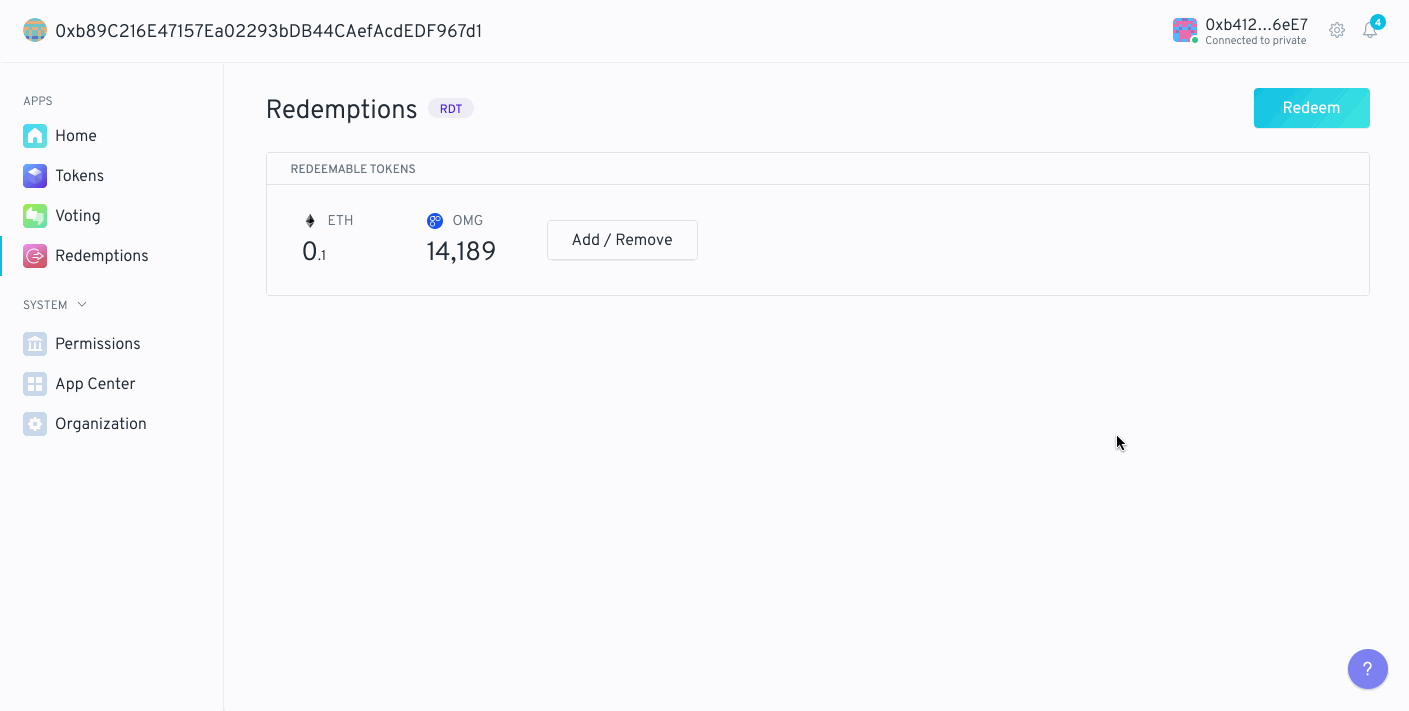 0xb89C216E47157Ea02293bDB44CAefAcdEDF967d1
0xb412...6eE7
Connected to private
4
APPS
Home
Tokens
Voting
Redemptions
SYSTEM
Permissions
App Center
Organization
Redemptions RDT
Redeem
REDEEMABLE TOKENS
ETH
0.1
OMG
14,189
Add / Remove
?